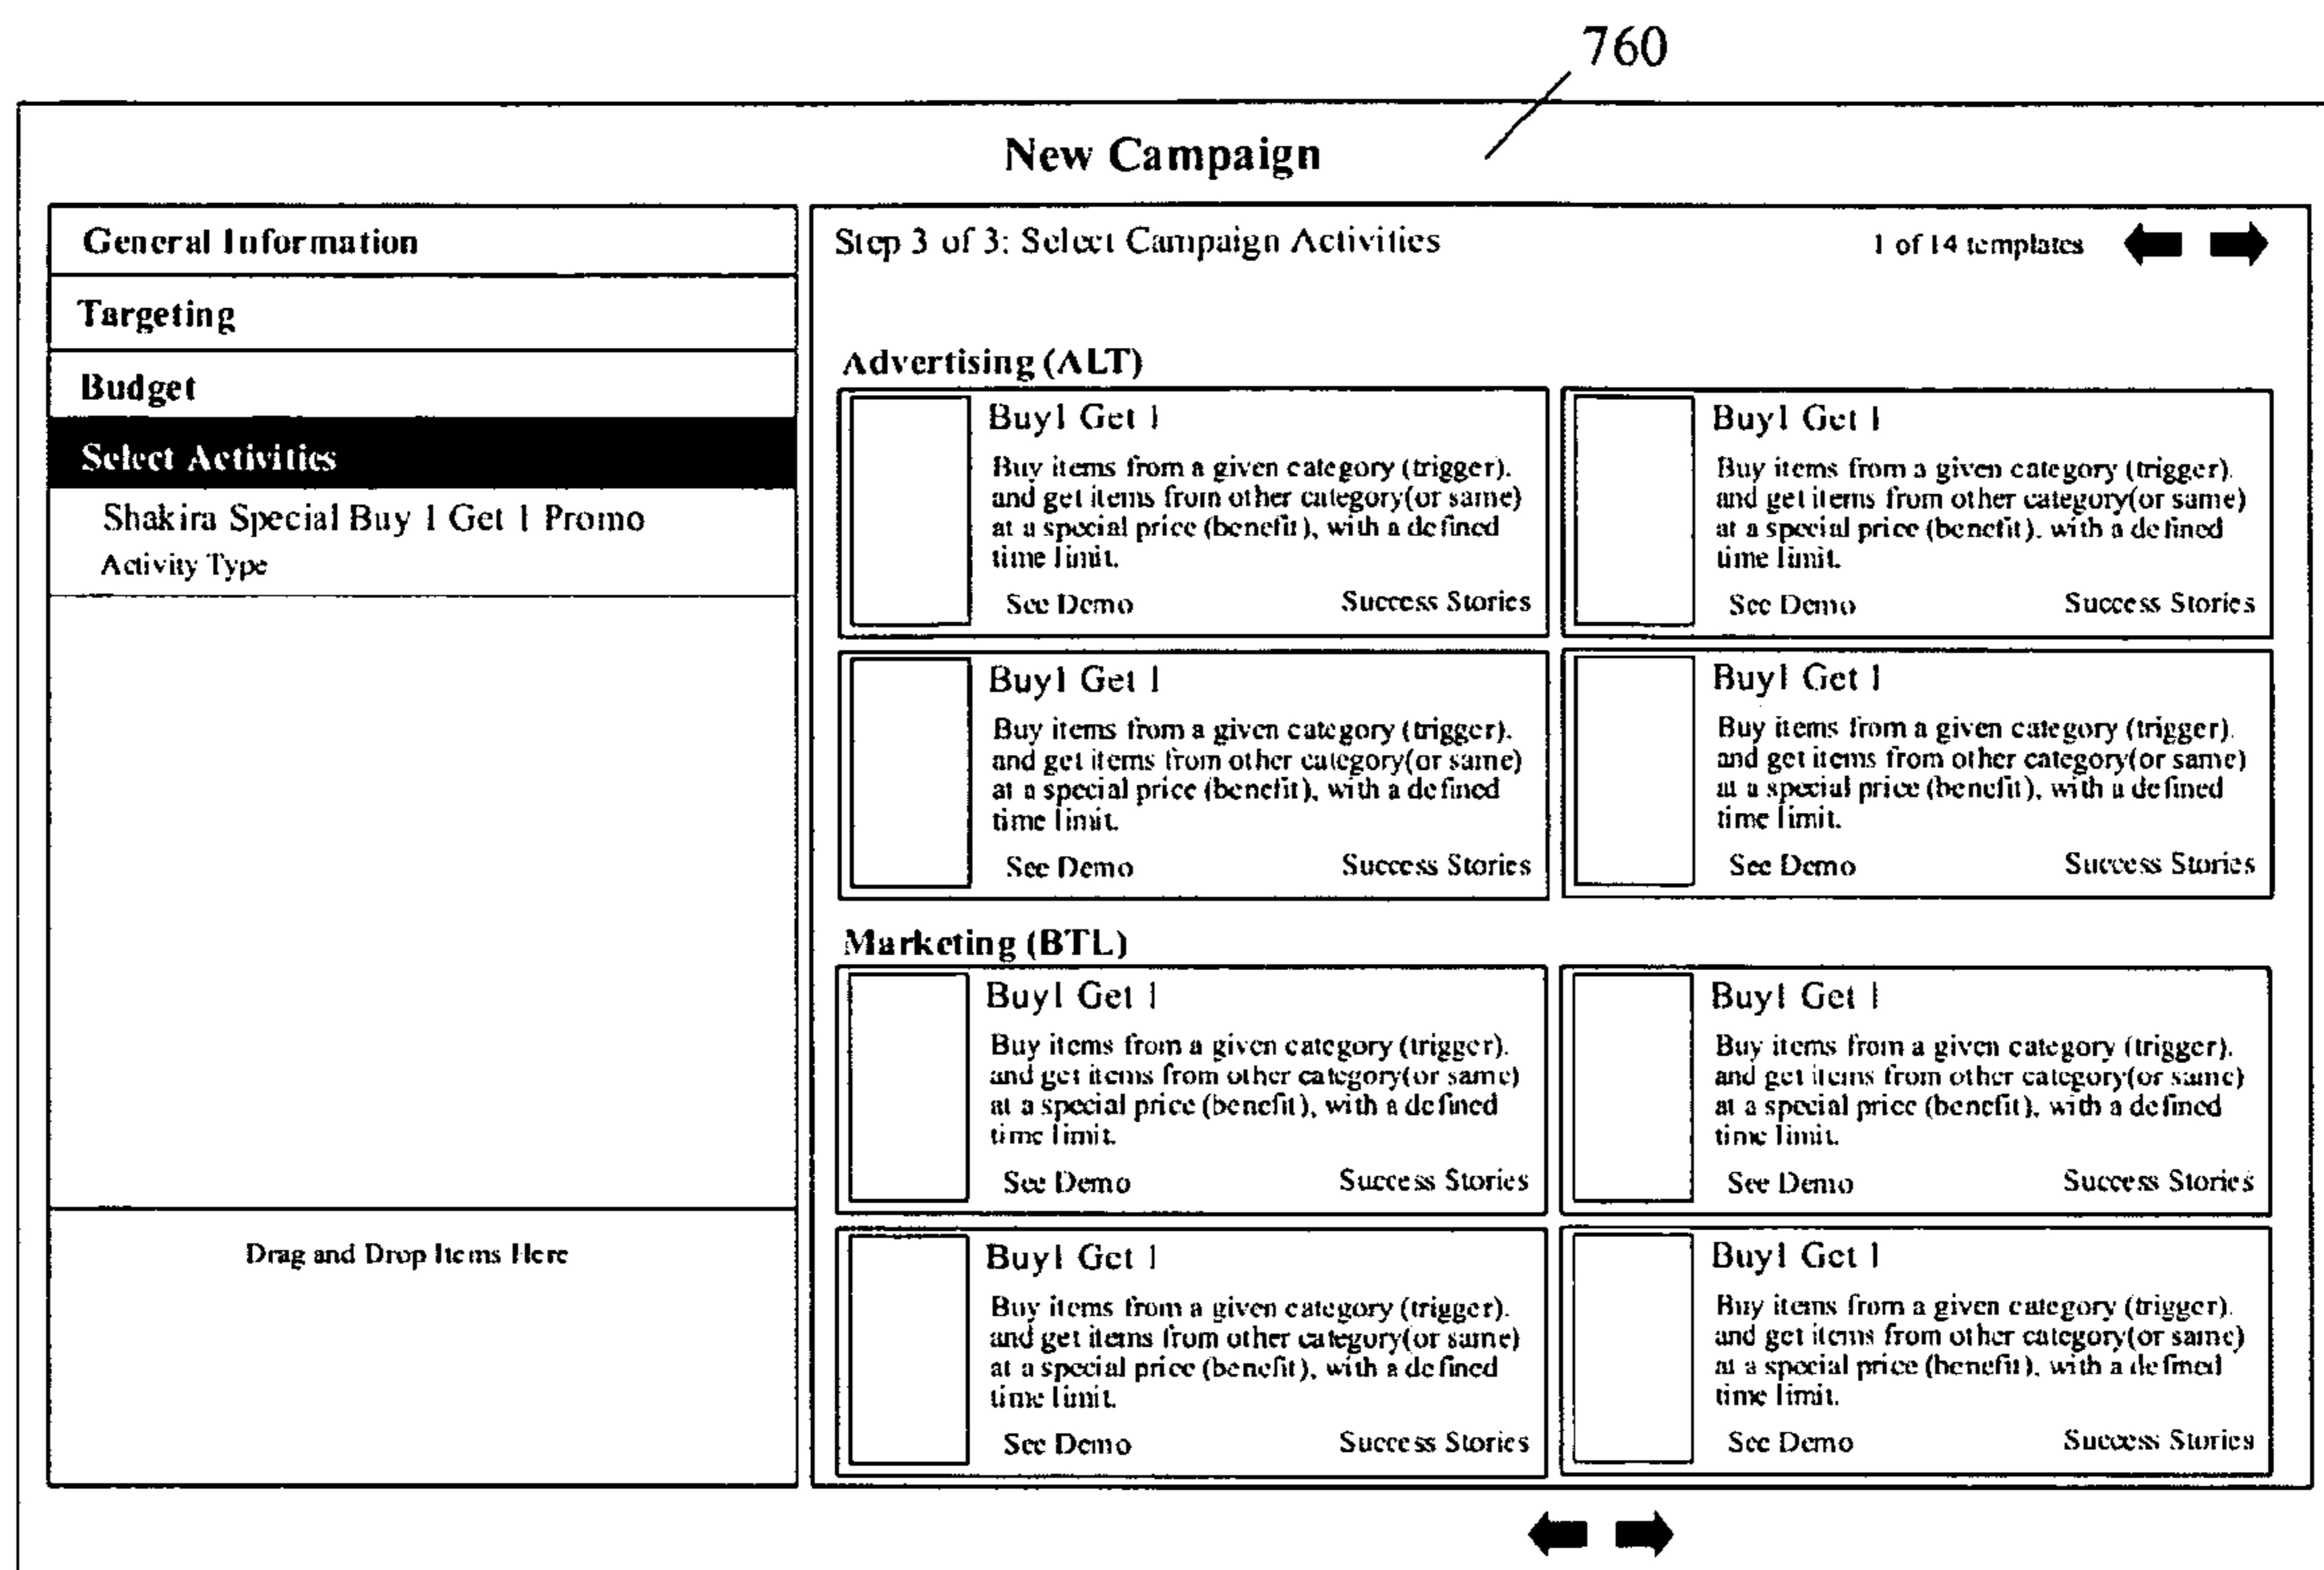 760
New Campaign
General Information
Targeting
Budget
Select Activities
Shakira Special Buy 1 Get 1 Promo
Activity Type
Drag and Drop Items Here
Step 3 of 3: Select Campaign Activities
1 of 14 templates
Advertising (ALT)
Buy1 Get 1
Buy items from a given category (trigger).
and get items from other category(or same)
at a special price (benefit), with a defined
time limit.
See Demo
Success Stories
Buy1 Get 1
Buy items from a given category (trigger).
and get items from other category(or same)
at a special price (benefit), with a defined
time limit.
See Demo
Success Stories
Buy1 Get 1
Buy items from a given category (trigger).
and get items from other category(or same)
at a special price (benefit), with a defined
time limit.
See Demo
Success Stories
Buy1 Get 1
Buy items from a given category (trigger).
and get items from other category(or same)
at a special price (benefit), with a defined
time limit.
See Demo
Success Stories
Marketing (BTL)
Buy1 Get 1
Buy items from a given category (trigger).
and get items from other category(or same)
at a special price (benefit), with a defined
time limit.
See Demo
Success Stories
Buy1 Get 1
Buy items from a given category (trigger).
and get items from other category(or same)
at a special price (benefit), with a defined
time limit.
See Demo
Success Stories
Buy1 Get 1
Buy items from a given category (trigger).
and get items from other category(or same)
at a special price (benefit), with a defined
time limit.
See Demo
Success Stories
Buy1 Get 1
Buy items from a given category (trigger).
and get items from other category(or same)
at a special price (benefit), with a defined
time limit.
See Demo
Success Stories